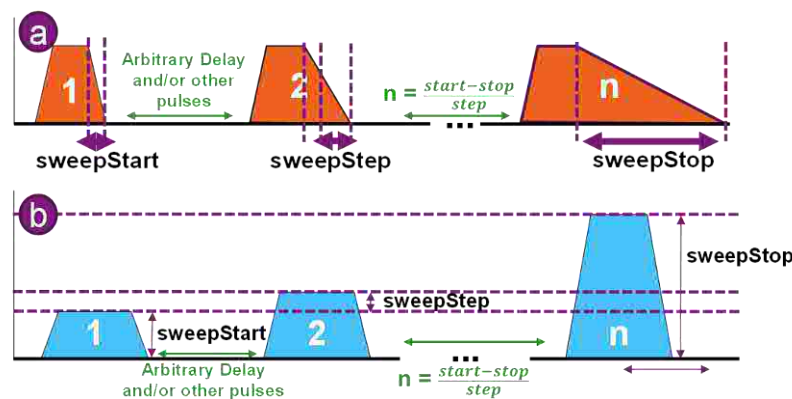 a
1
Arbitrary Delay
and/or other
pulses
2
n = start−stop/step
...
n
sweepStart
sweepStep
sweepStop
b
1
sweepStart
2
sweepStep
n
sweepStop
Arbitrary Delay
and/or other pulses
...
n = start−stop/step